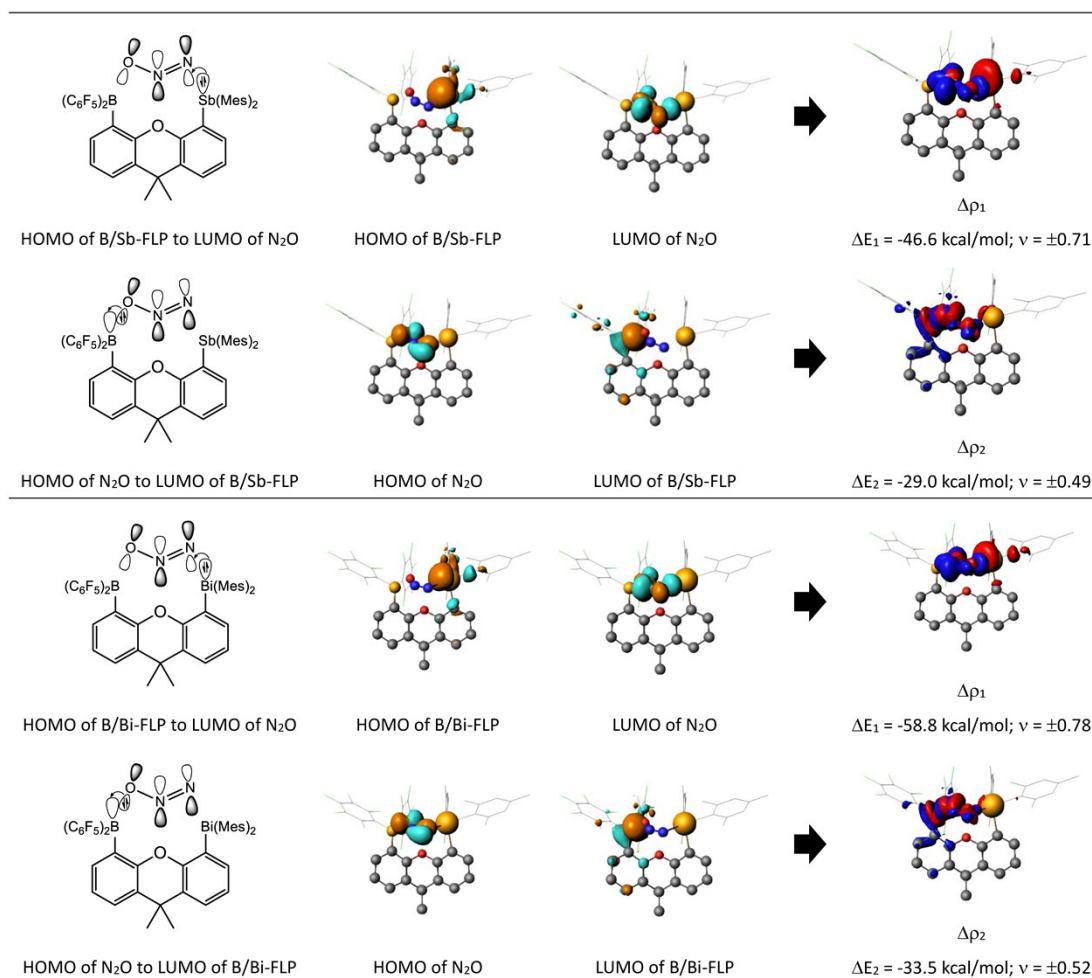 O N N
(C₆F₅)₂B Sb(Mes)₂
O
Δρ₁
HOMO of B/Sb-FLP to LUMO of N₂O HOMO of B/Sb-FLP LUMO of N₂O ΔE₁ = -46.6 kcal/mol; ν = ±0.71
O N N
(C₆F₅)₂B Sb(Mes)₂
O
Δρ₂
HOMO of N₂O to LUMO of B/Sb-FLP HOMO of N₂O LUMO of B/Sb-FLP ΔE₂ = -29.0 kcal/mol; ν = ±0.49
O N N
(C₆F₅)₂B Bi(Mes)₂
O
Δρ₁
HOMO of B/Bi-FLP to LUMO of N₂O HOMO of B/Bi-FLP LUMO of N₂O ΔE₁ = -58.8 kcal/mol; ν = ±0.78
O N N
(C₆F₅)₂B Bi(Mes)₂
O
Δρ₂
HOMO of N₂O to LUMO of B/Bi-FLP HOMO of N₂O LUMO of B/Bi-FLP ΔE₂ = -33.5 kcal/mol; ν = ±0.52